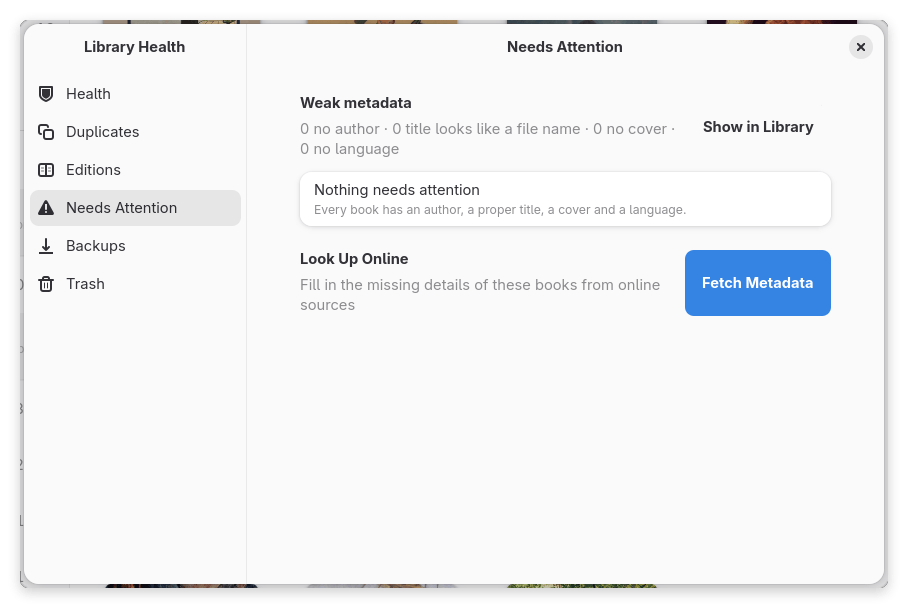 Library Health
Needs Attention
Health
Duplicates
Editions
Needs Attention
Backups
Trash
Weak metadata
0 no author · 0 title looks like a file name · 0 no cover ·
0 no language
Show in Library
Nothing needs attention
Every book has an author, a proper title, a cover and a language.
Look Up Online
Fill in the missing details of these books from online
sources
Fetch Metadata